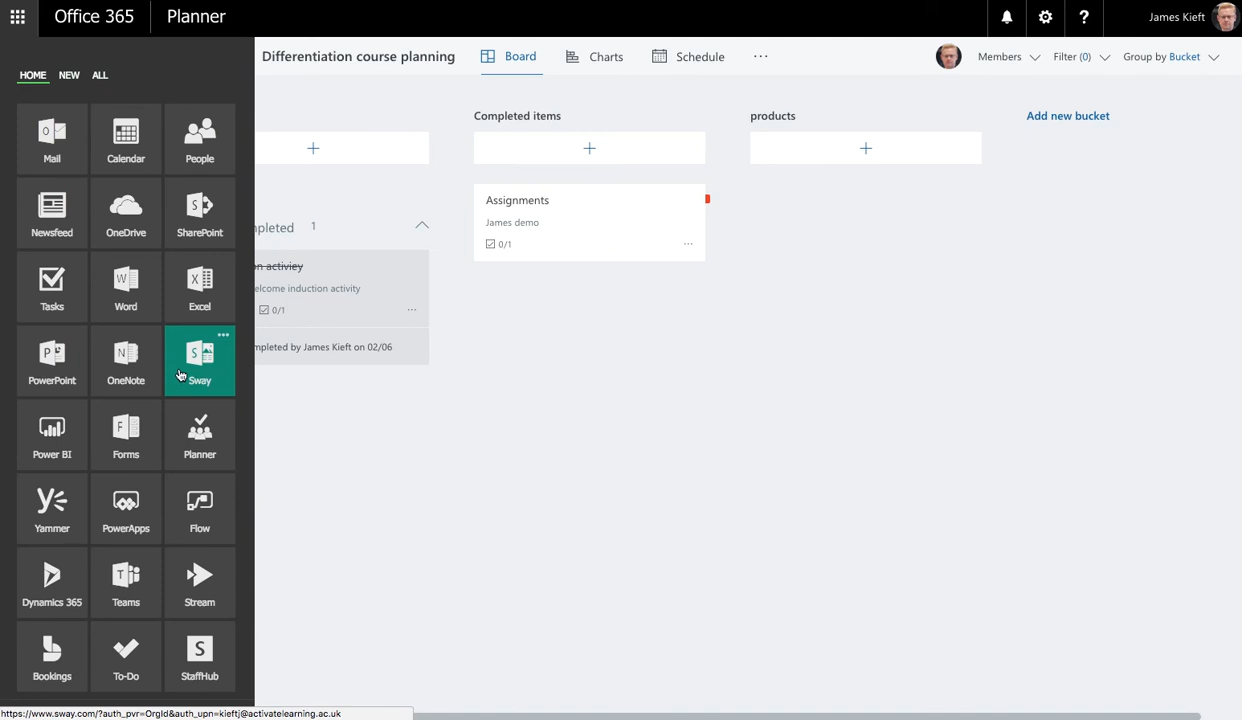 Office 365 Planner James Kieft
HOME NEW ALL
Differentiation course planning Board Charts Schedule ... Members Filter (0) Group by Bucket
Completed items products Add new bucket
Mail Calendar People
Newsfeed OneDrive SharePoint
Tasks Word Excel
PowerPoint OneNote Sway
Power BI Forms Planner
Yammer PowerApps Flow
Dynamics 365 Teams Stream
Bookings To-Do StaffHub
mpleted 1
on activiey
elcome induction activity
0/1
mpleted by James Kieft on 02/06
Assignments
James demo
0/1
https://www.sway.com/?auth_pvr=OrgId&auth_upn=kieftj@activatelearning.ac.uk